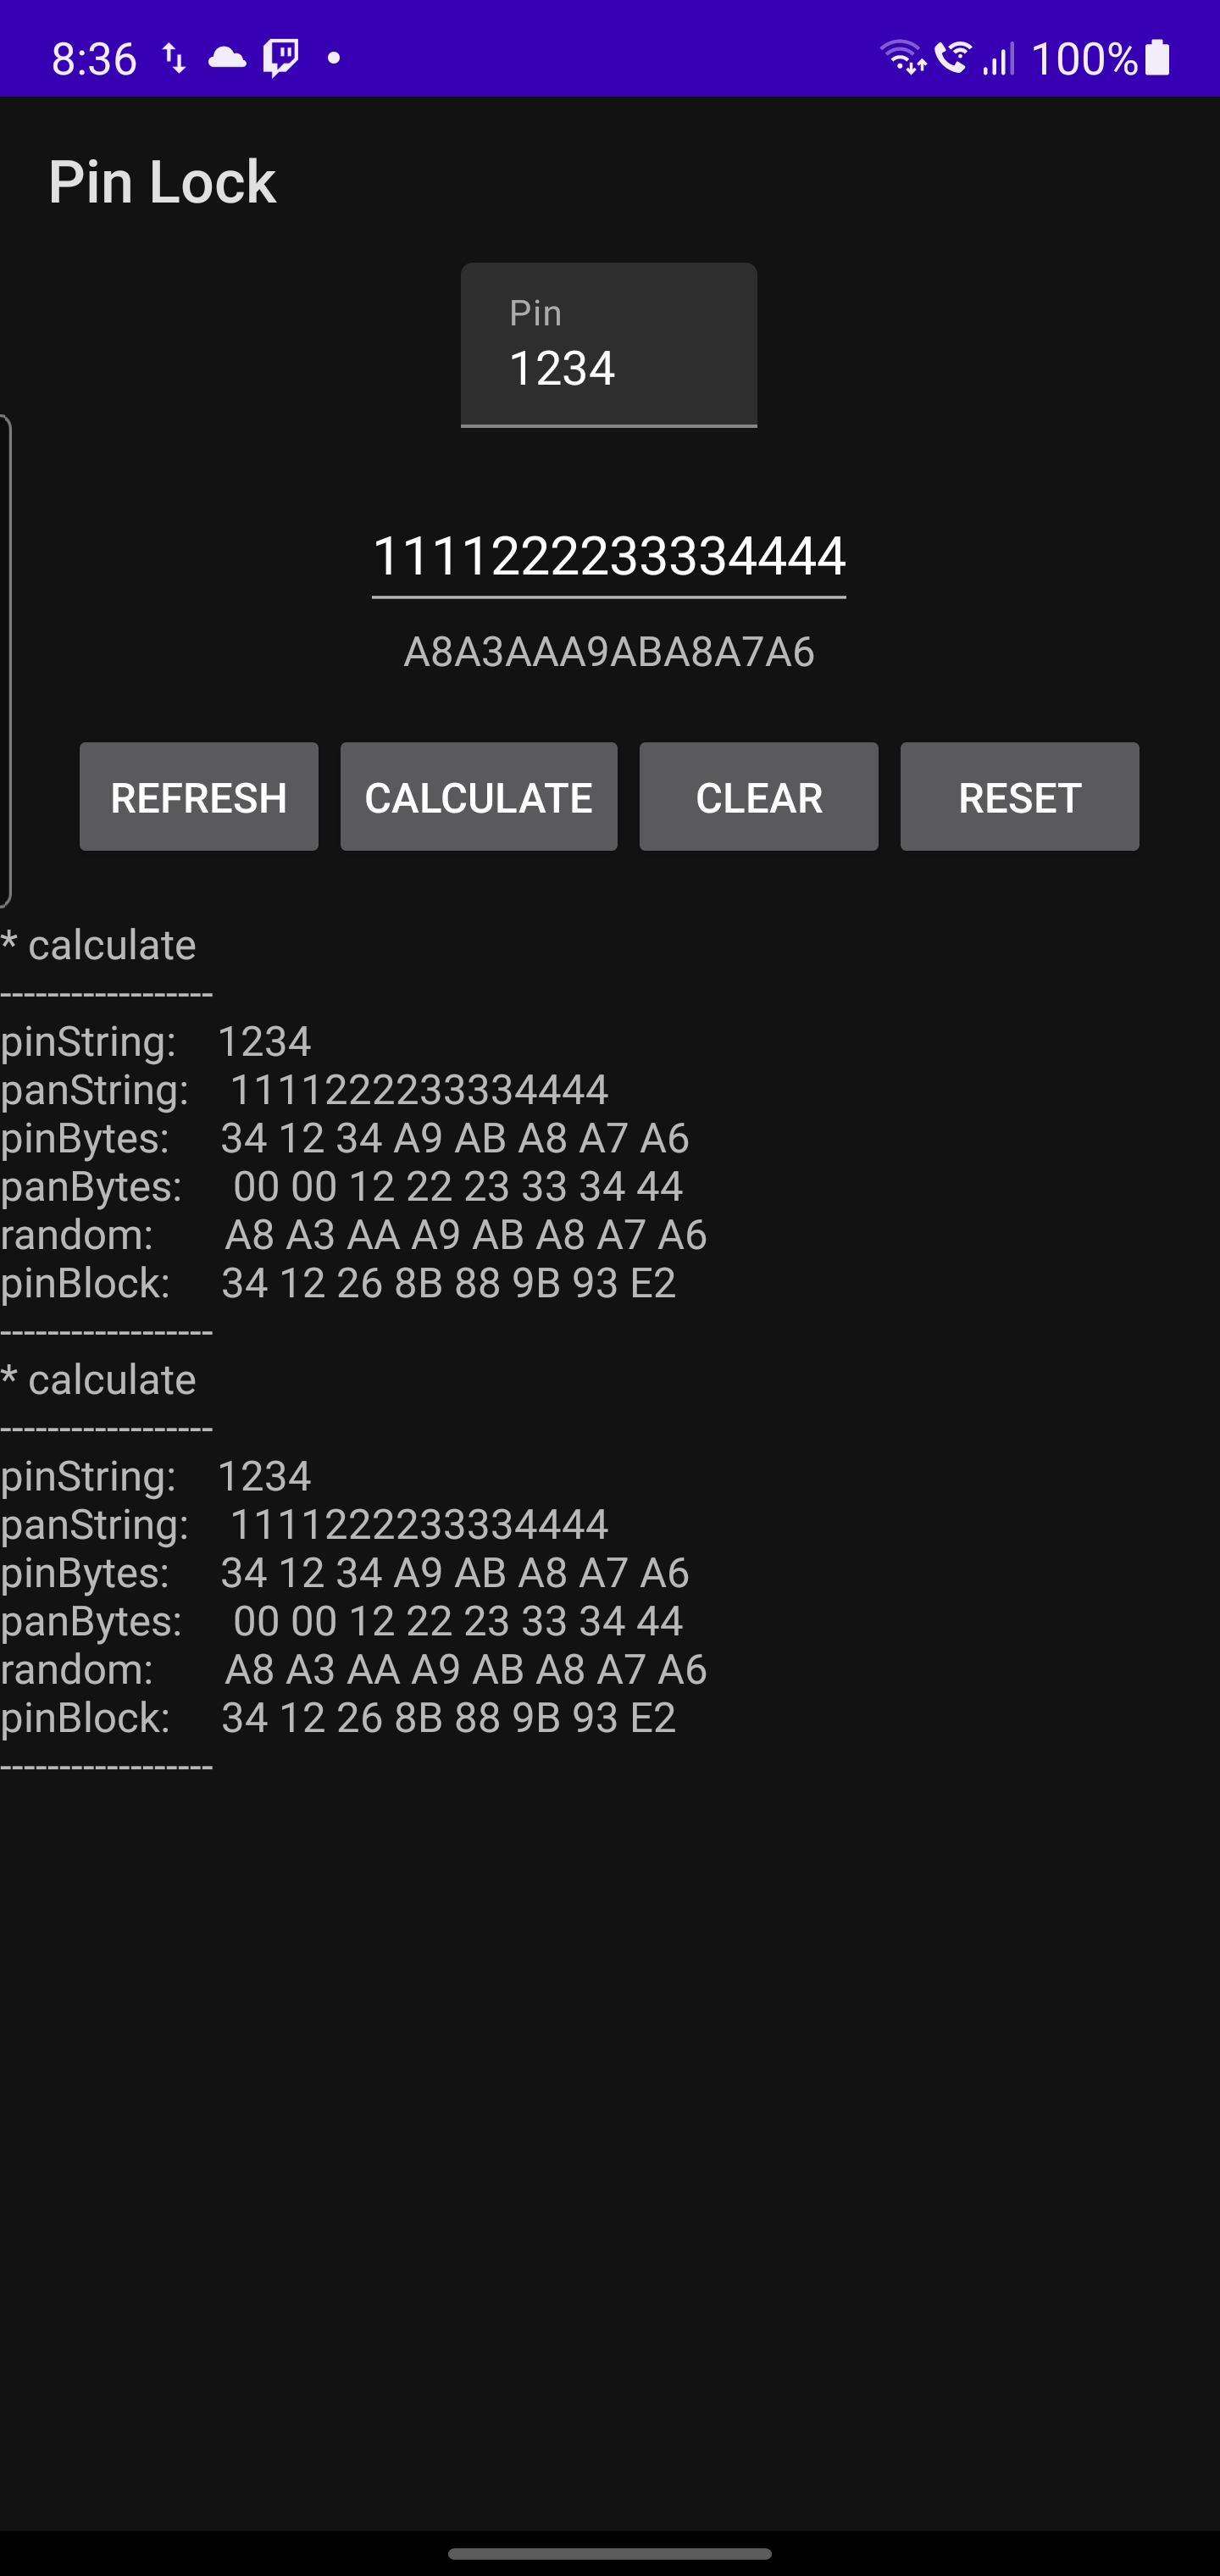 8:36 100%
Pin Lock
Pin
1234
1111222233334444
A8A3AAA9ABA8A7A6
REFRESH CALCULATE CLEAR RESET
* calculate
------------------
pinString: 1234
panString: 1111222233334444
pinBytes: 34 12 34 A9 AB A8 A7 A6
panBytes: 00 00 12 22 23 33 34 44
random: A8 A3 AA A9 AB A8 A7 A6
pinBlock: 34 12 26 8B 88 9B 93 E2
------------------
* calculate
------------------
pinString: 1234
panString: 1111222233334444
pinBytes: 34 12 34 A9 AB A8 A7 A6
panBytes: 00 00 12 22 23 33 34 44
random: A8 A3 AA A9 AB A8 A7 A6
pinBlock: 34 12 26 8B 88 9B 93 E2
------------------